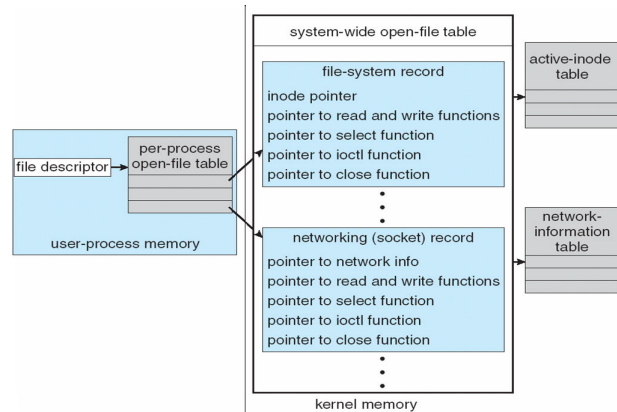 system-wide open-file table
file-system record
inode pointer
pointer to read and write functions
pointer to select function
pointer to ioctl function
pointer to close function
active-inode
table
per-process
open-file table
file descriptor
user-process memory
networking (socket) record
pointer to network info
pointer to read and write functions
pointer to select function
pointer to ioctl function
pointer to close function
network-
information
table
kernel memory